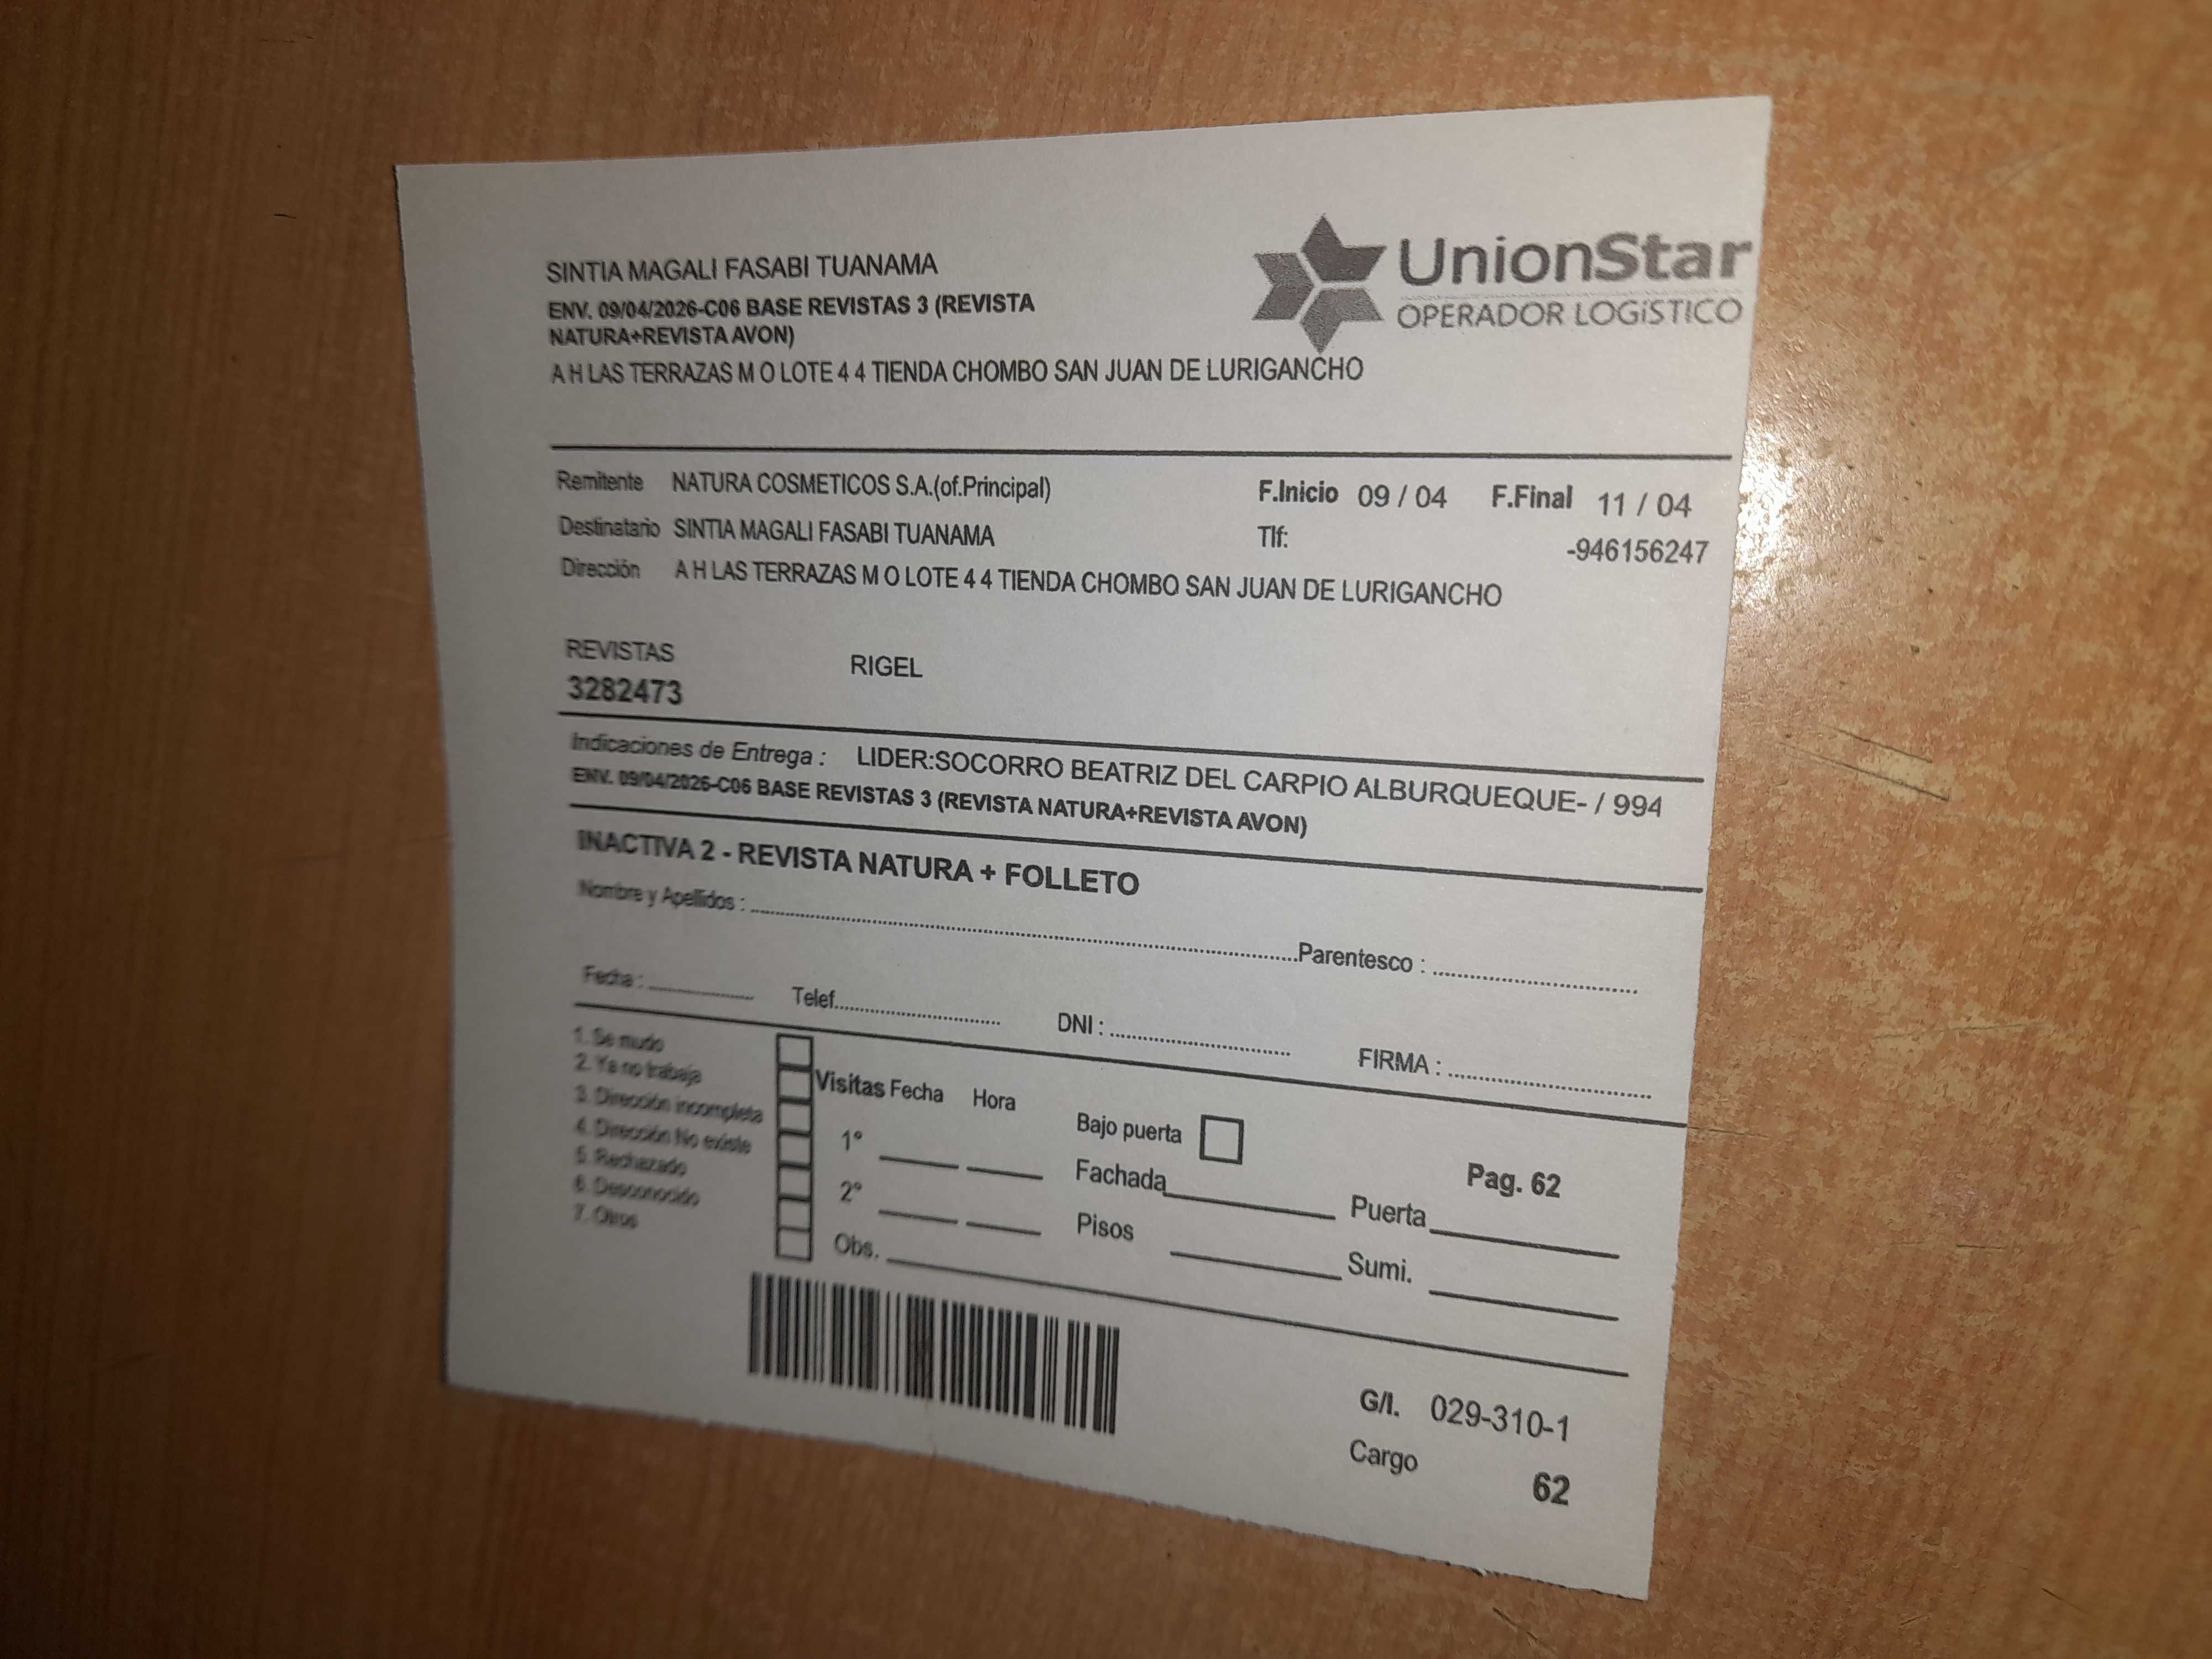 SINTIA MAGALI FASABI TUANAMA
ENV. 09/04/2026-C06 BASE REVISTAS 3 (REVISTA
NATURA+REVISTA AVON)
A H LAS TERRAZAS M O LOTE 4 4 TIENDA CHOMBO SAN JUAN DE LURIGANCHO
UnionStar
OPERADOR LOGíSTICO
Remitente NATURA COSMETICOS S.A.(of.Principal) F.Inicio 09 / 04 F.Final 11 / 04
Destinatario SINTIA MAGALI FASABI TUANAMA Tlf: -946156247
Dirección A H LAS TERRAZAS M O LOTE 4 4 TIENDA CHOMBO SAN JUAN DE LURIGANCHO
REVISTAS RIGEL
3282473
Indicaciones de Entrega : LIDER:SOCORRO BEATRIZ DEL CARPIO ALBURQUEQUE- / 994
ENV. 09/04/2026-C06 BASE REVISTAS 3 (REVISTA NATURA+REVISTA AVON)
INACTIVA 2 - REVISTA NATURA + FOLLETO
Nombre y Apellidos : Parentesco :
Fecha : Telef. DNI : FIRMA :
1. Se mudo
2. Ya no trabaja
3. Dirección incompleta
4. Dirección No existe
5. Rechazado
6. Desconocido
7. Otros
Visitas Fecha Hora
1°
2°
Obs.
Bajo puerta
Fachada Puerta
Pisos Sumi.
Pag. 62
G/I. 029-310-1
Cargo 62